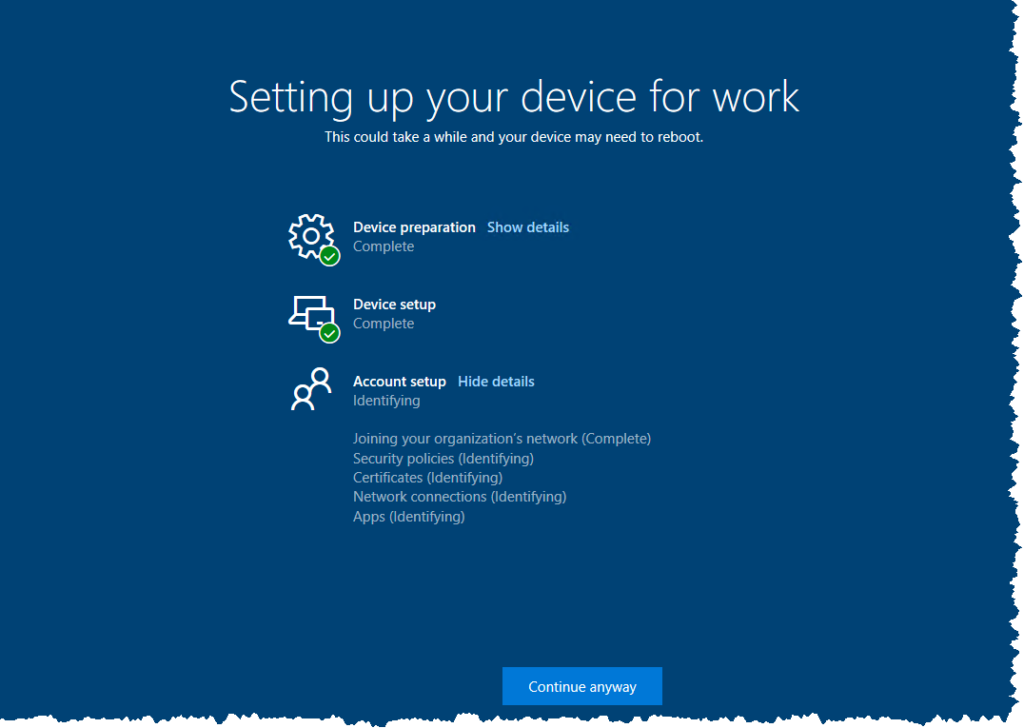 Setting up your device for work
This could take a while and your device may need to reboot.
Device preparation Show details
Complete
Device setup
Complete
Account setup Hide details
Identifying
Joining your organization's network (Complete)
Security policies (Identifying)
Certificates (Identifying)
Network connections (Identifying)
Apps (Identifying)
Continue anyway